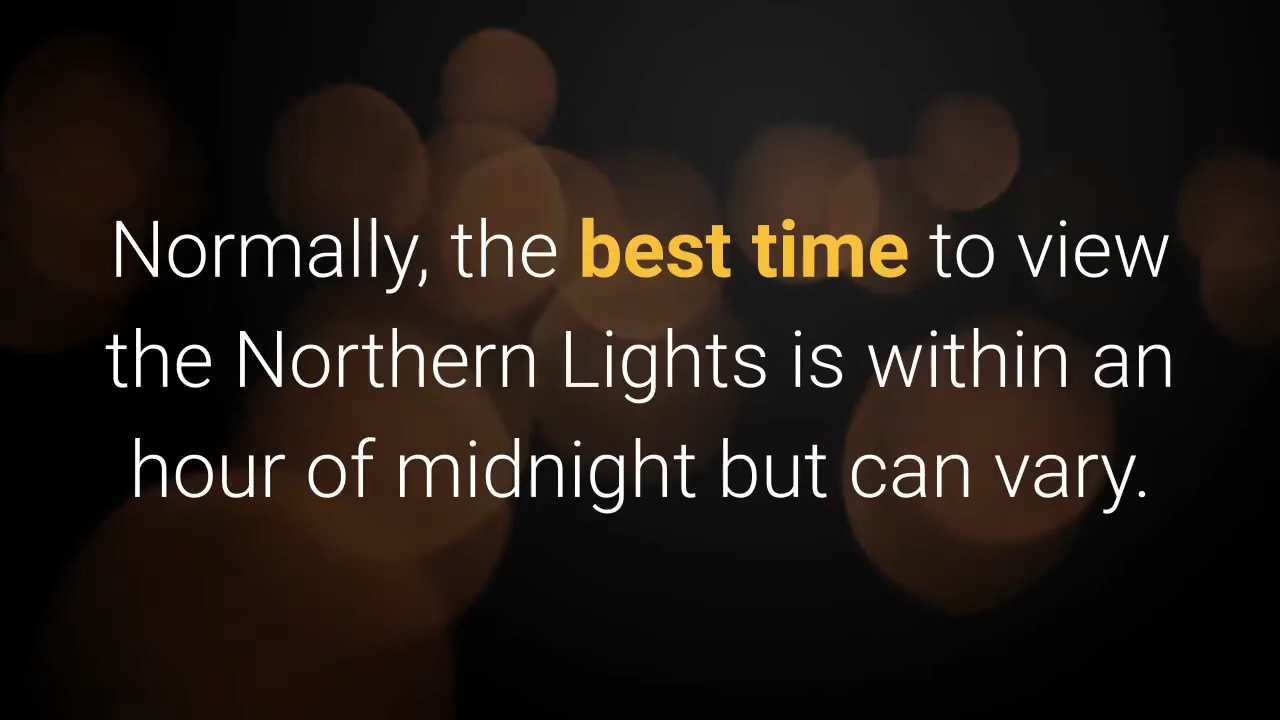 Normally, the best time to view
the Northern Lights is within an
hour of midnight but can vary.